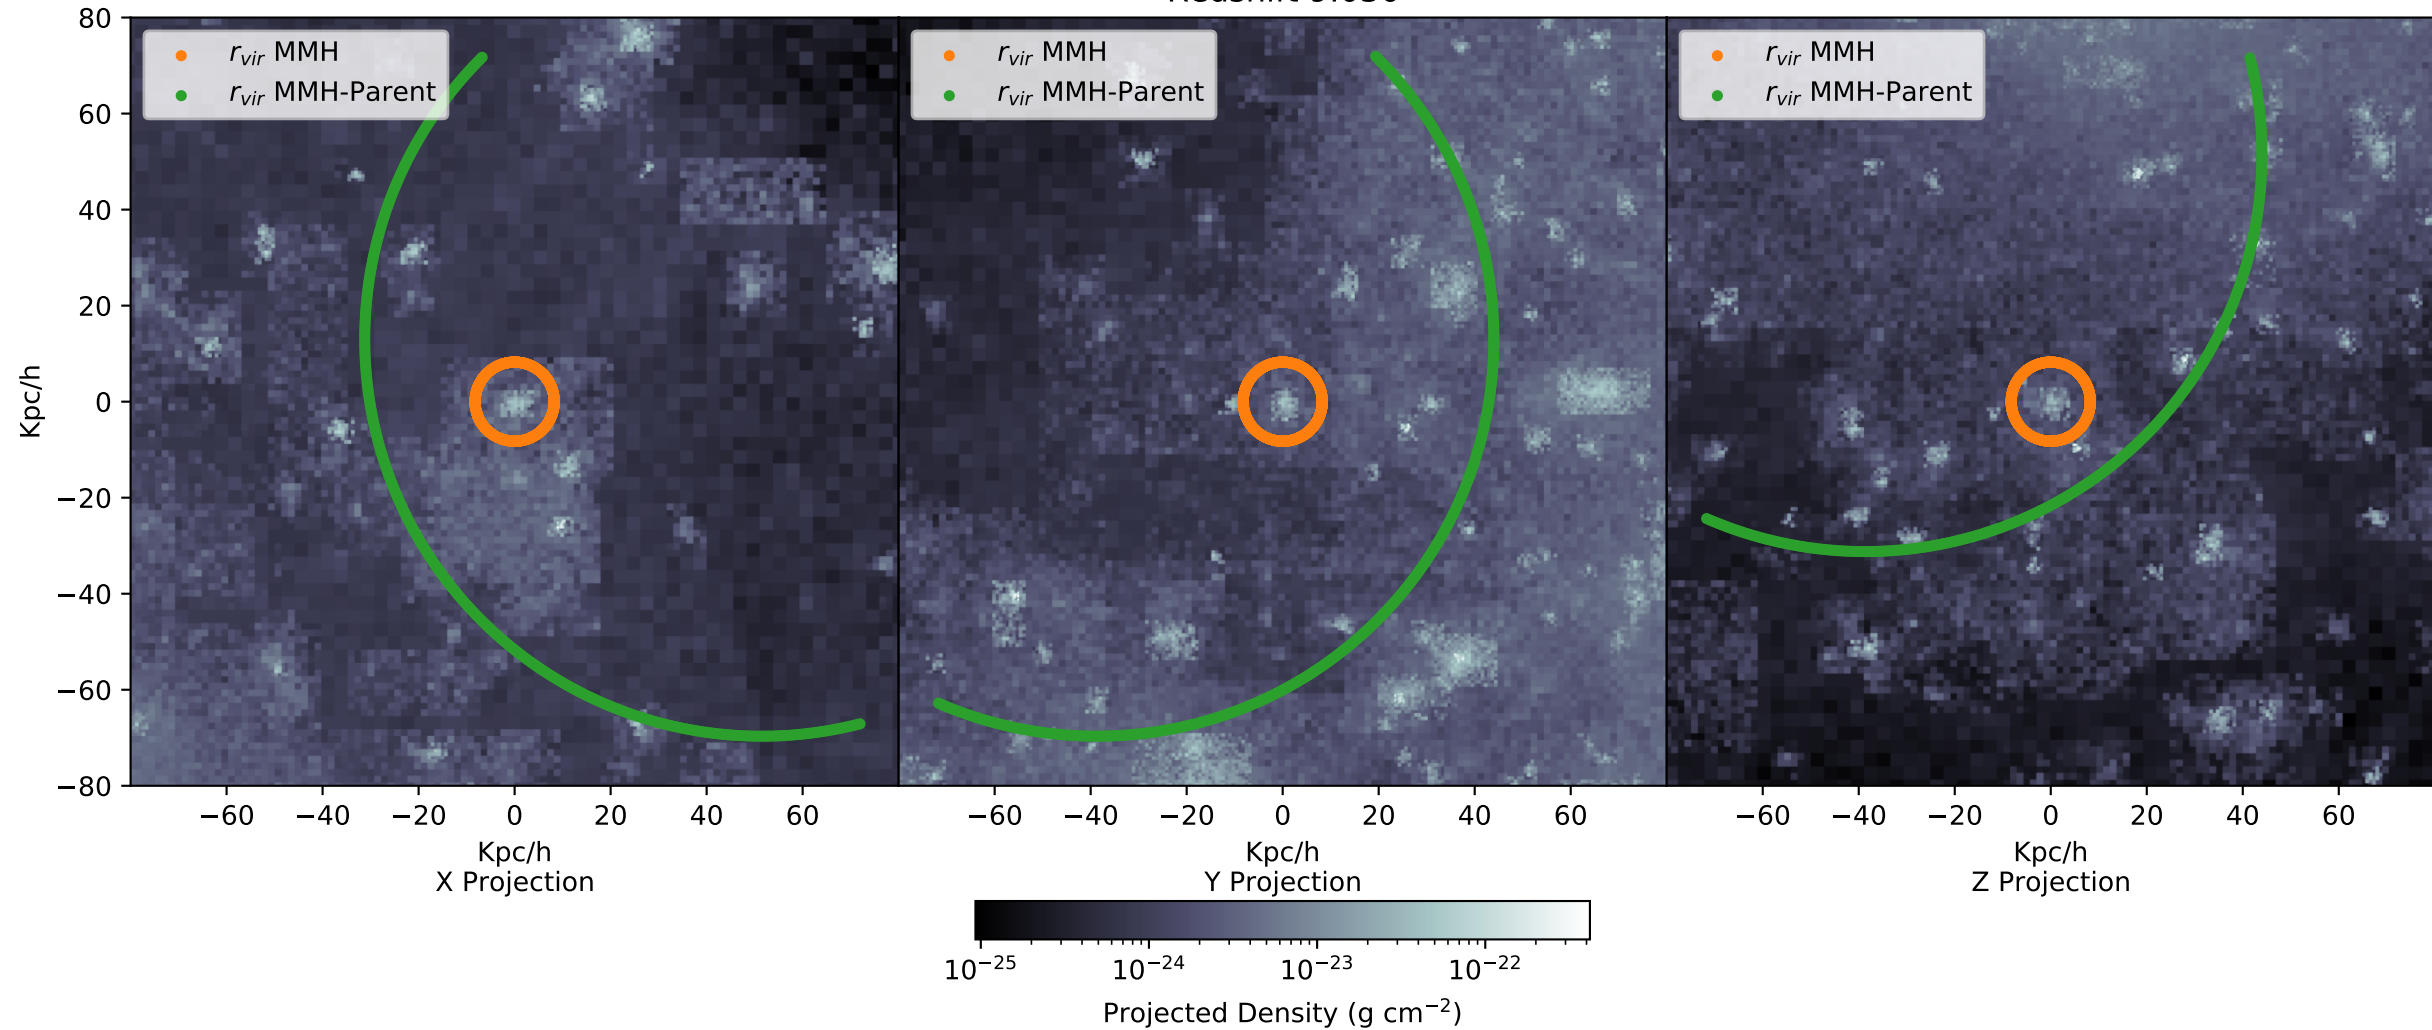 r_vir MMH
r_vir MMH-Parent
r_vir MMH
r_vir MMH-Parent
r_vir MMH
r_vir MMH-Parent
80
60
40
20
0
−20
−40
−60
−80
Kpc/h
−60 −40 −20 0 20 40 60
−60 −40 −20 0 20 40 60
−60 −40 −20 0 20 40 60
Kpc/h
X Projection
Kpc/h
Y Projection
Kpc/h
Z Projection
10⁻²⁵ 10⁻²⁴ 10⁻²³ 10⁻²²
Projected Density (g cm⁻²)